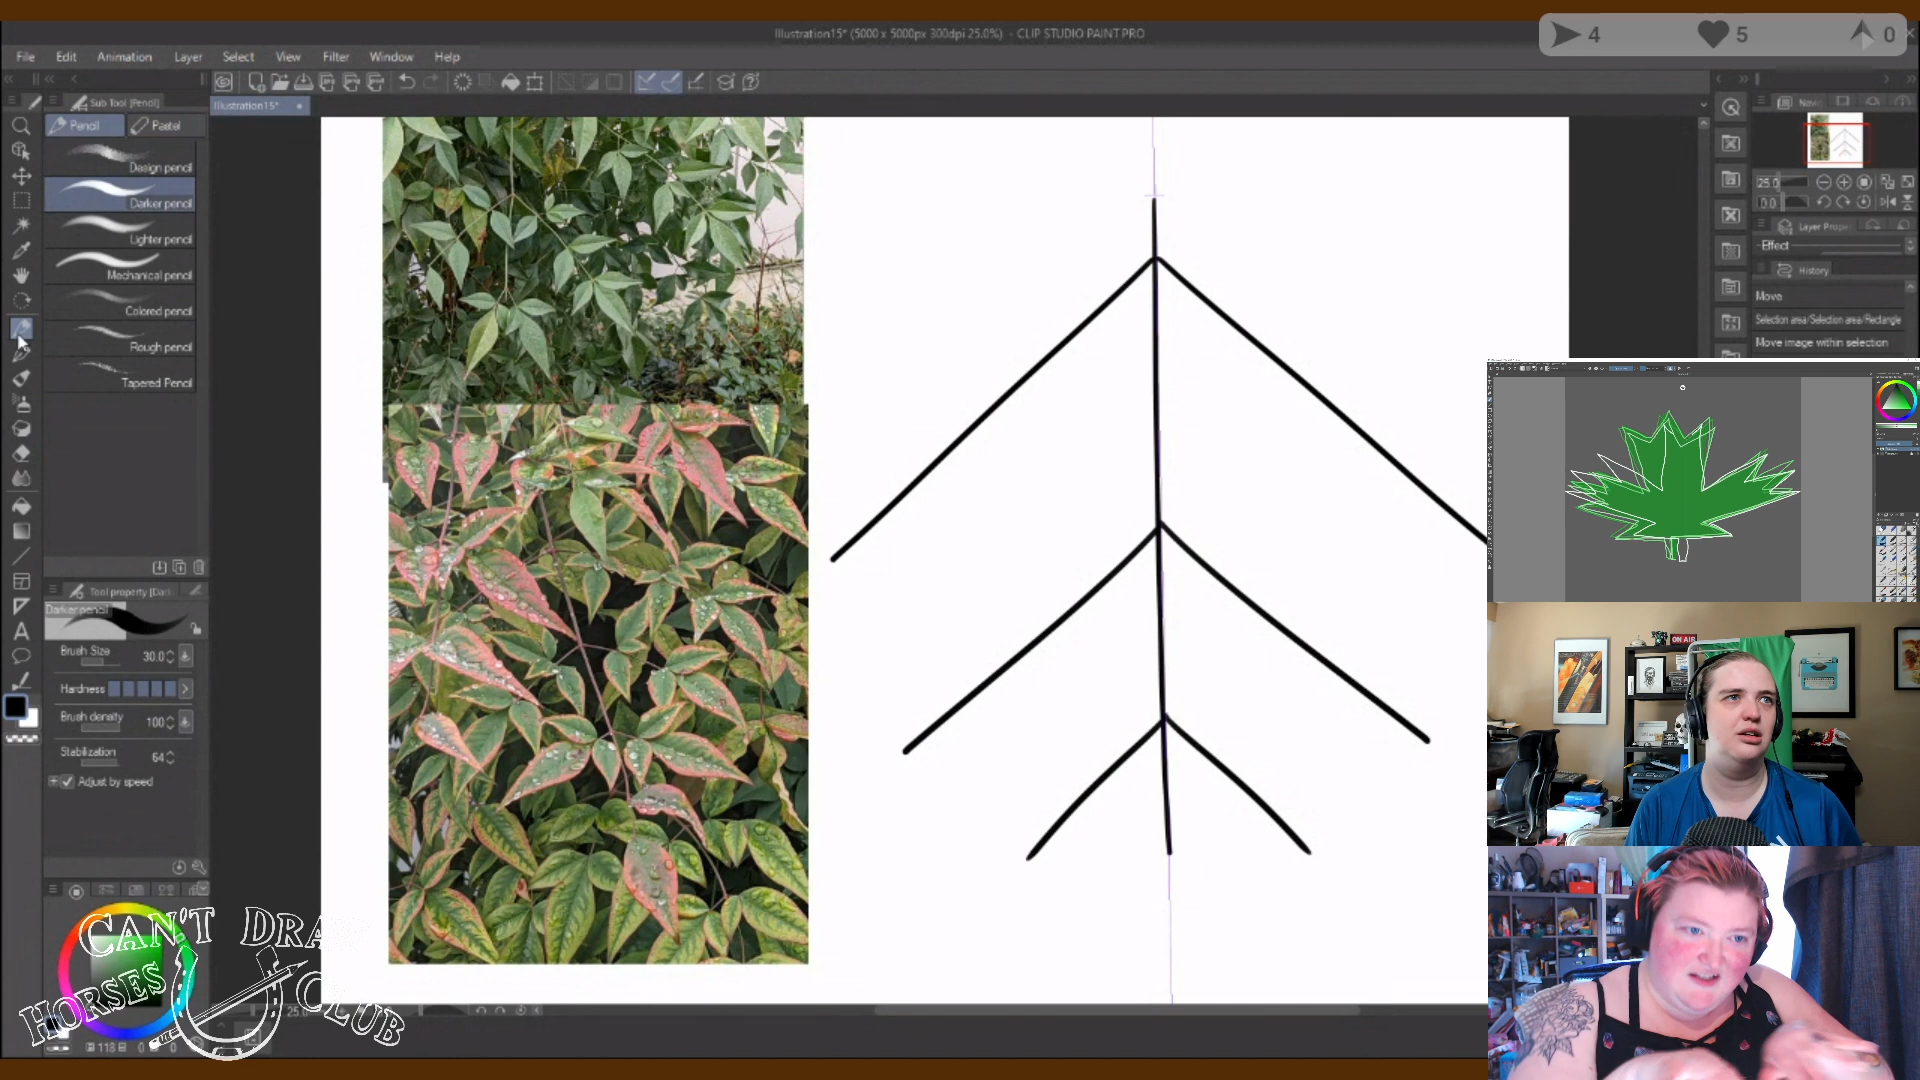 Illustration15* (5000 x 5000px 300dpi 25.0%) - CLIP STUDIO PAINT PRO
4
5
0
File Edit Animation Layer Select View Filter Window Help
Sub Tool [Pencil]
Illustration15*
Pencil
Pastel
Design pencil
Darker pencil
Lighter pencil
Mechanical pencil
Colored pencil
Rough pencil
Tapered Pencil
Tool property [Dark
Darker pencil
Brush Size 30.0
Hardness
Brush density 100
Stabilization 64
Adjust by speed
25.0
0.0
Layer Prope
Effect
History
Move
Selection area/Selection area/Rectangle
Move image within selection
ON AIR
CAN'T DRAW
HORSES
CLUB
118 0 0